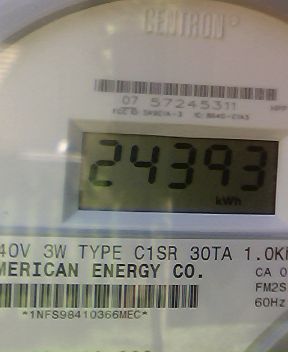 CENTRON®
07 57245311
24393
kWh
40V 3W TYPE C1SR 30TA 1.0K
MERICAN ENERGY CO.
CA 0
FM2S
60Hz
*1NFS98410366MEC*